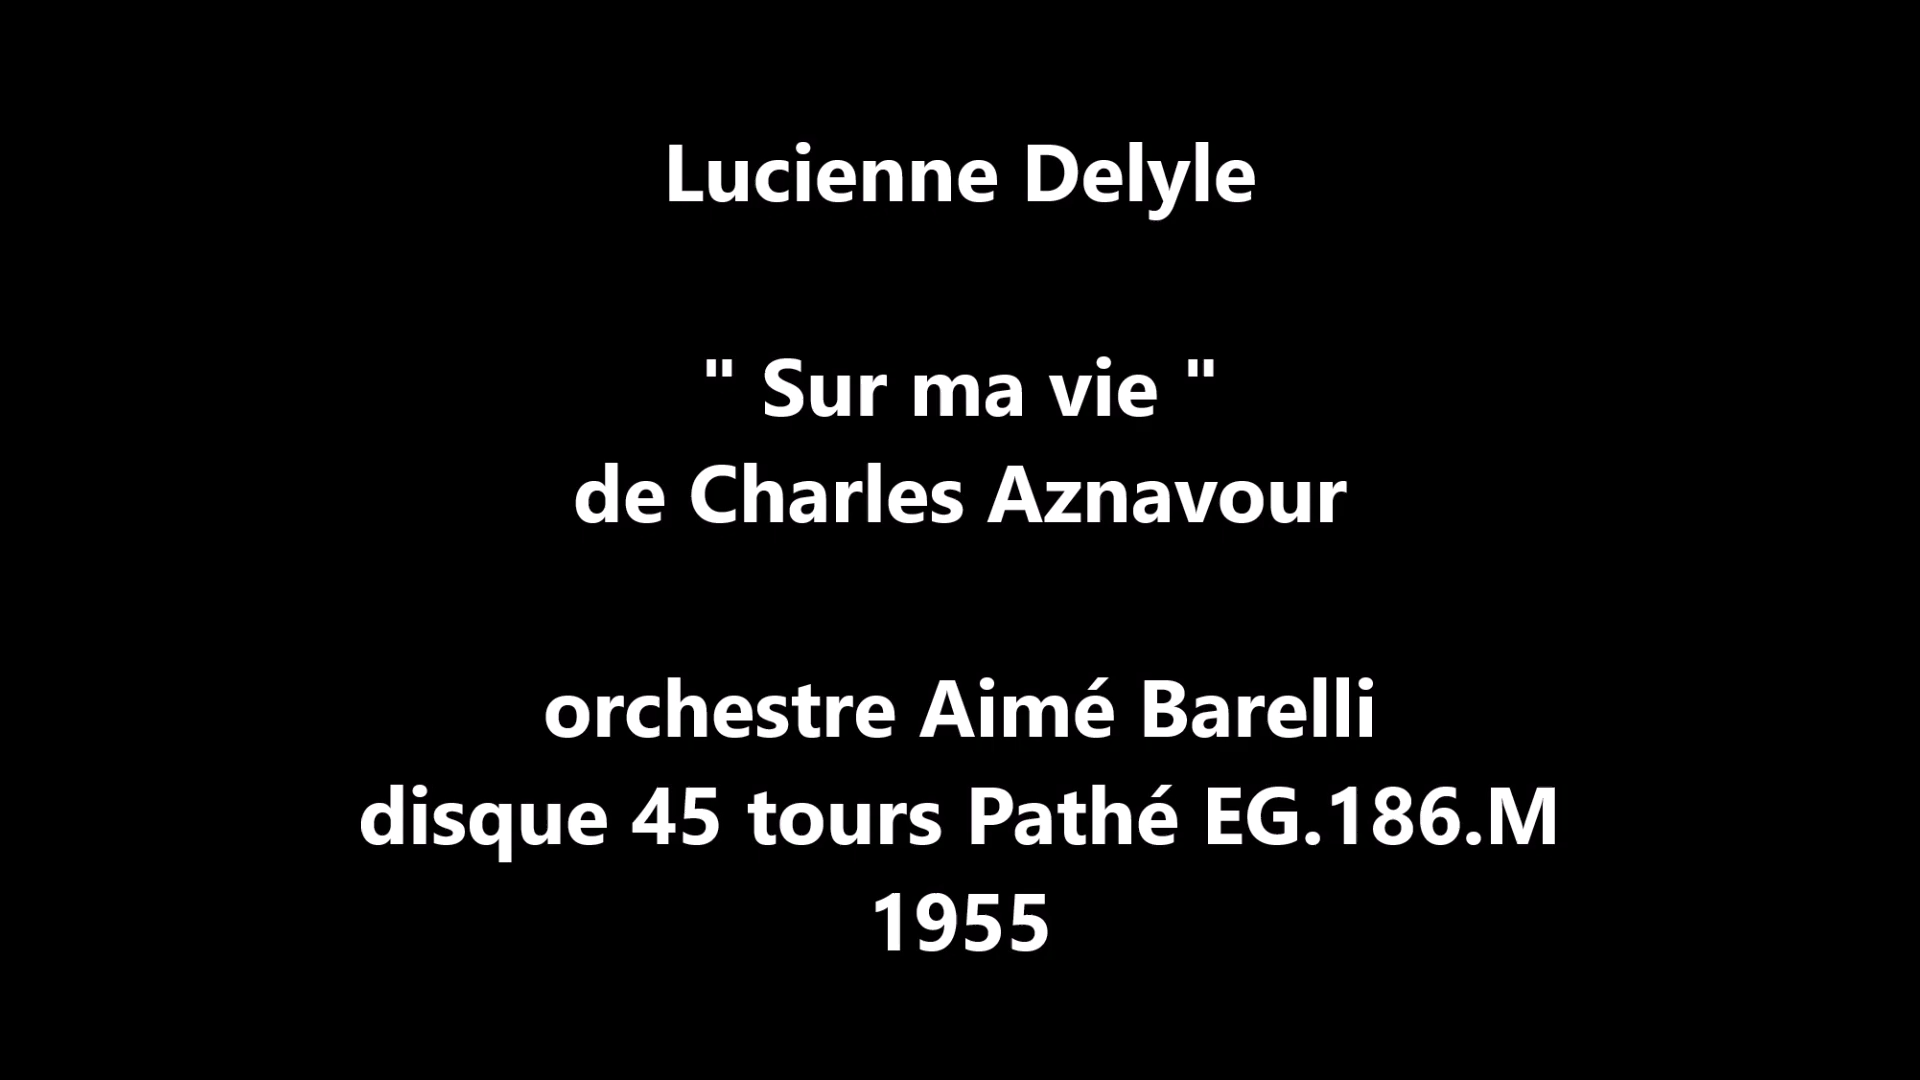 Lucienne Delyle
" Sur ma vie "
de Charles Aznavour
orchestre Aimé Barelli
disque 45 tours Pathé EG.186.M
1955